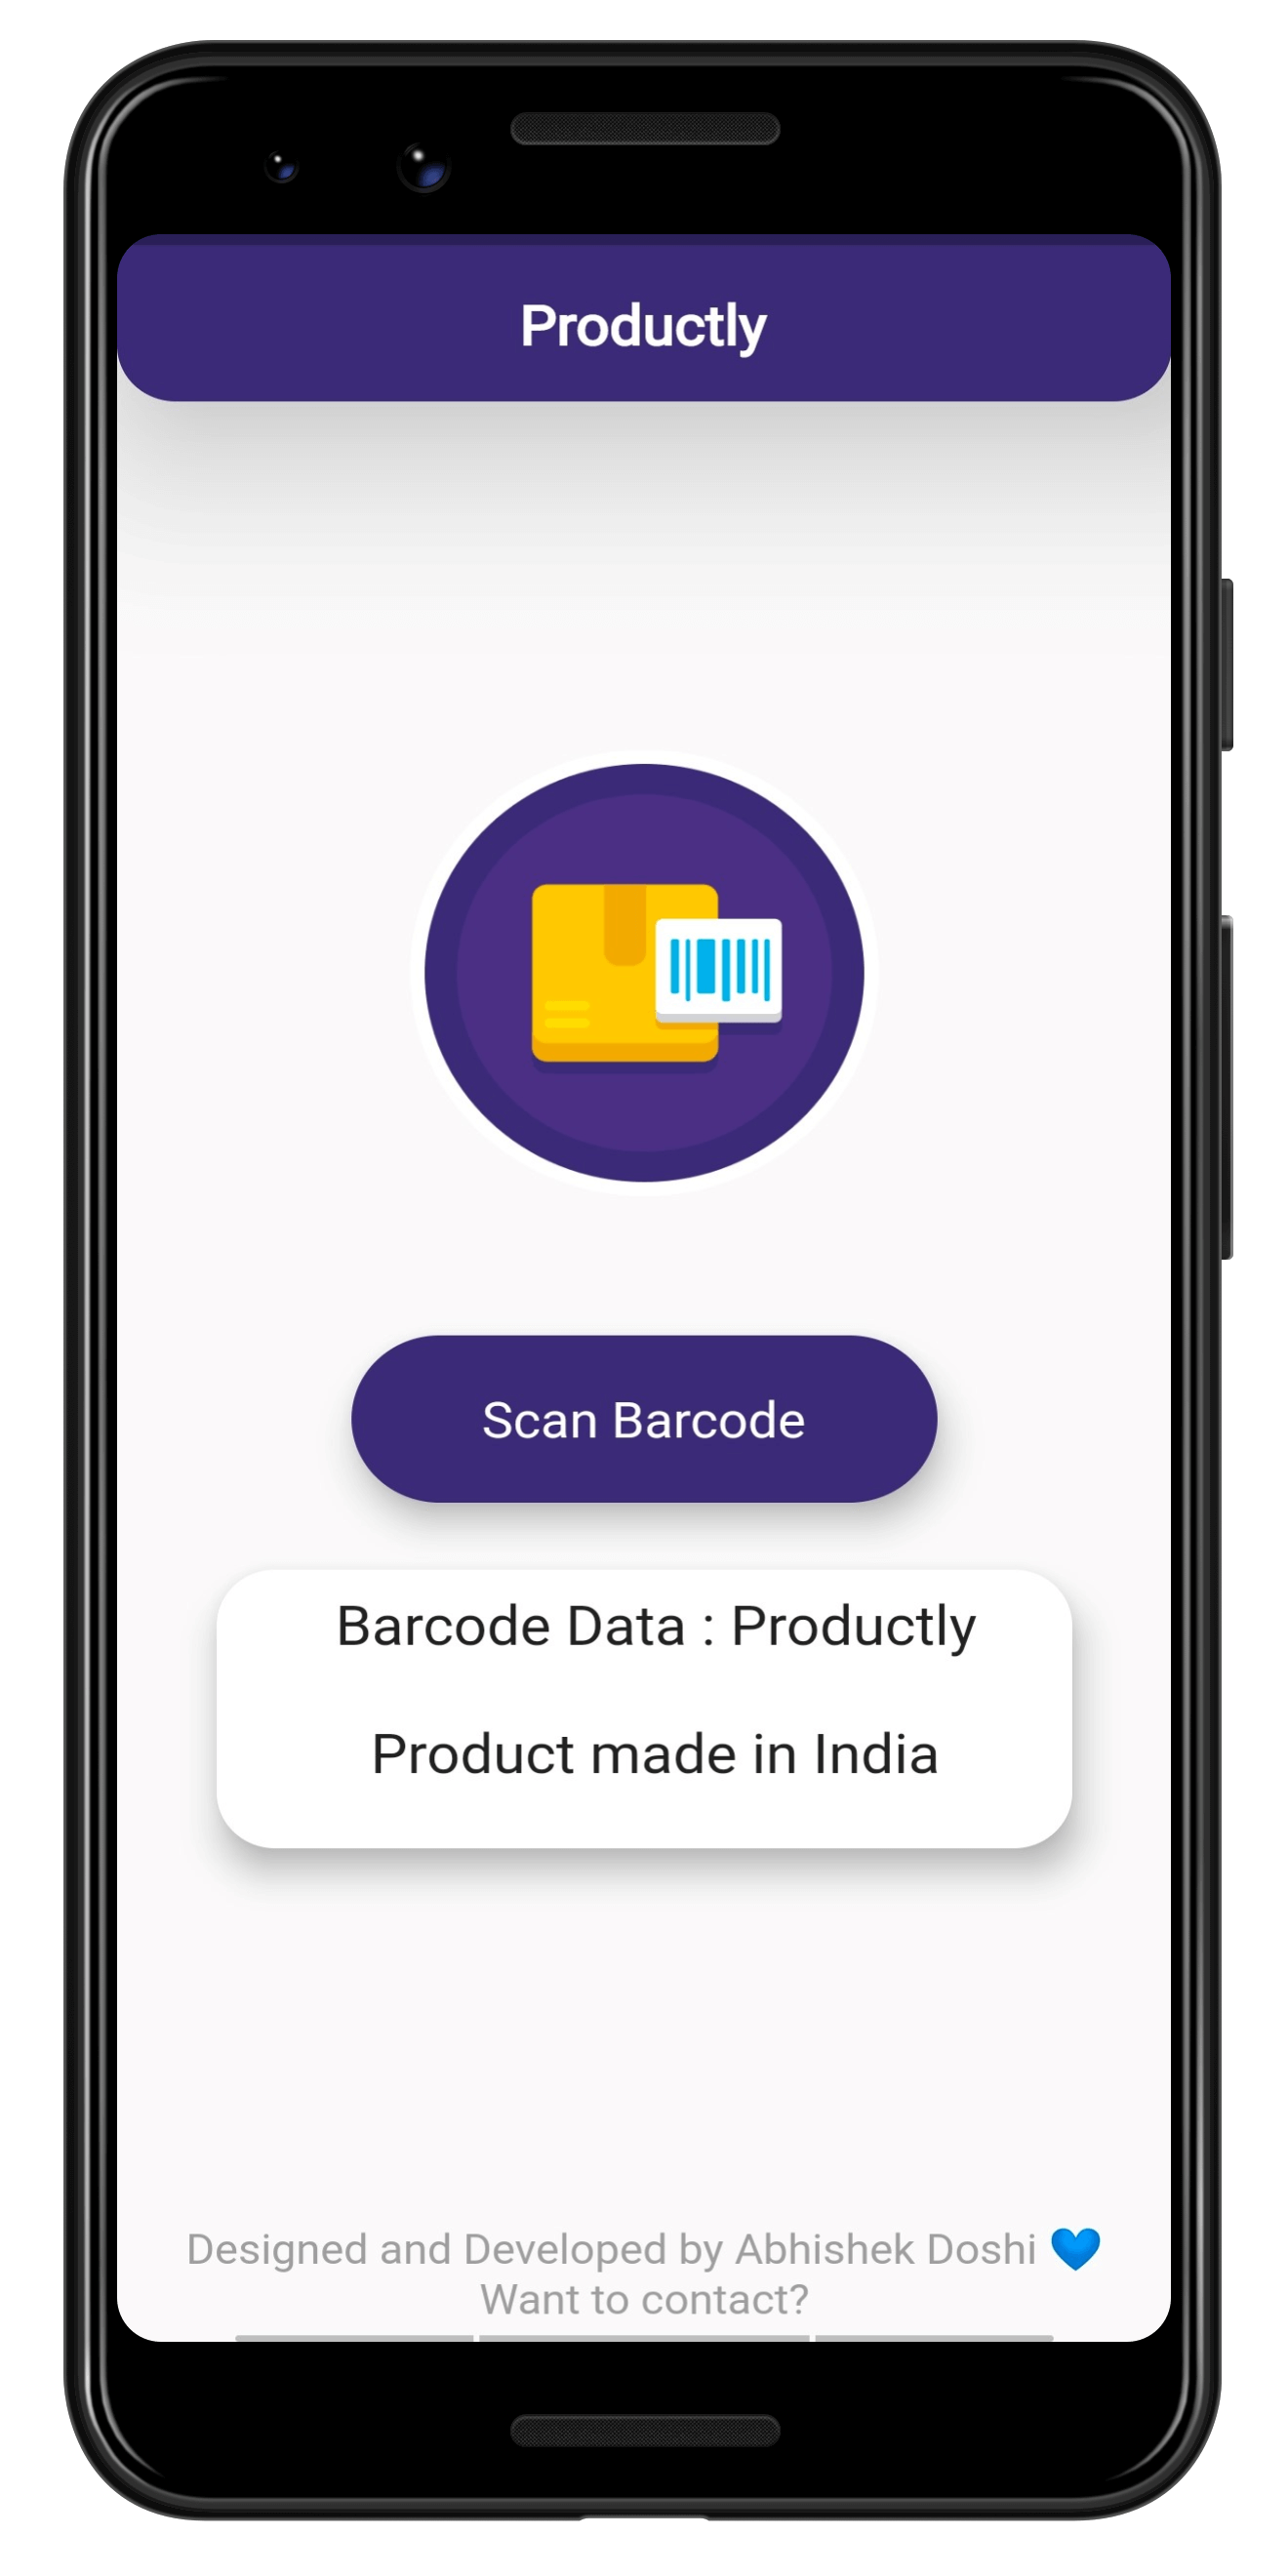 Productly
Scan Barcode
Barcode Data : Productly
Product made in India
Designed and Developed by Abhishek Doshi 💙
Want to contact?